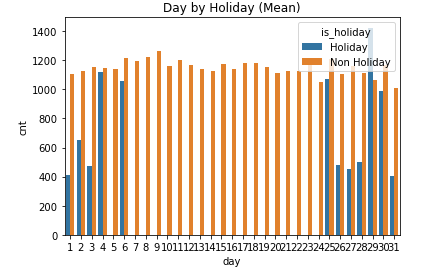 Day by Holiday (Mean)
is_holiday
Holiday
Non Holiday
cnt
1400
1200
1000
800
600
400
200
0
1 2 3 4 5 6 7 8 9 10 11 12 13 14 15 16 17 18 19 20 21 22 23 24 25 26 27 28 29 30 31
day